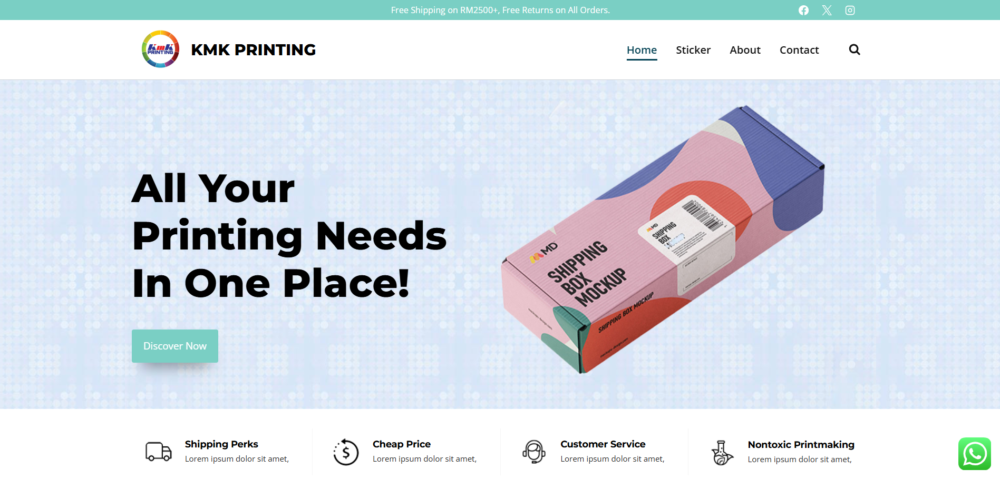 Free Shipping on RM2500+, Free Returns on All Orders.
KmK
PRINTING
KMK PRINTING
Home
Sticker
About
Contact
All Your
Printing Needs
In One Place!
Discover Now
MD
SHIPPING
BOX
MOCKUP
MD
SHIPPING
BOX
SHIPPING BOX MOCKUP
Shipping Perks
Lorem ipsum dolor sit amet,
Cheap Price
Lorem ipsum dolor sit amet,
Customer Service
Lorem ipsum dolor sit amet,
Nontoxic Printmaking
Lorem ipsum dolor sit amet,